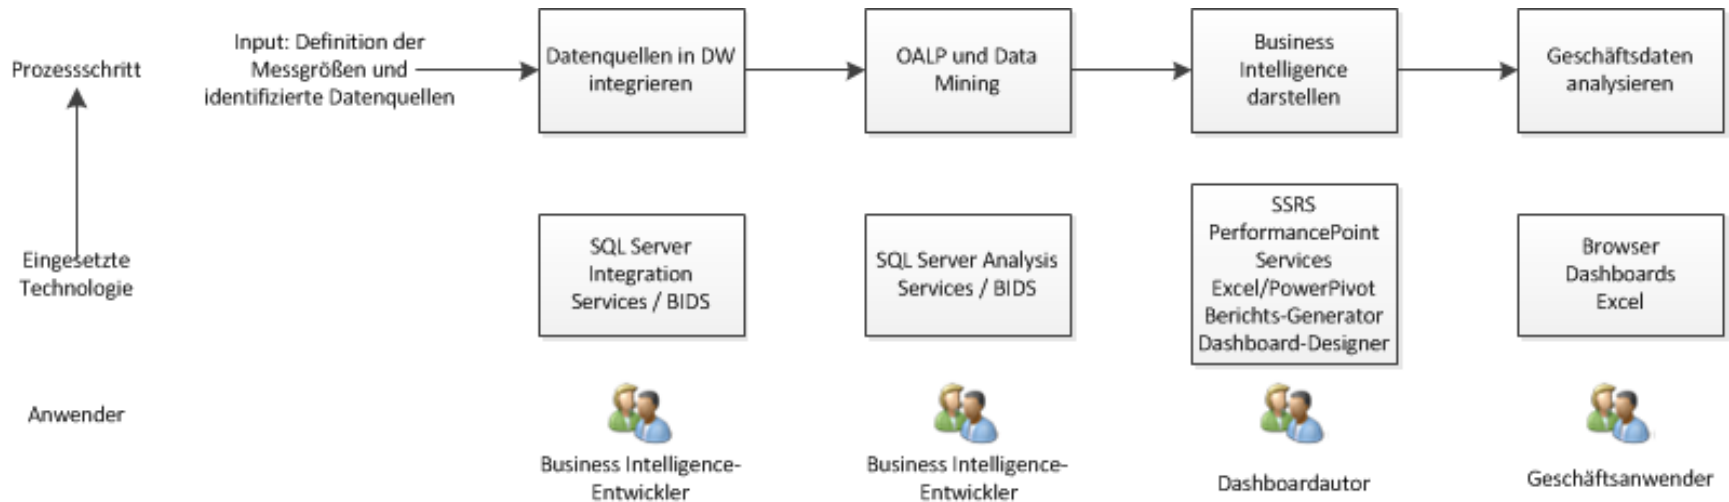 Prozessschritt
Input: Definition der
Messgrößen und
identifizierte Datenquellen
Datenquellen in DW
integrieren
OALP und Data
Mining
Business
Intelligence
darstellen
Geschäftsdaten
analysieren
Eingesetzte
Technologie
SQL Server
Integration
Services / BIDS
SQL Server Analysis
Services / BIDS
SSRS
PerformancePoint
Services
Excel/PowerPivot
Berichts-Generator
Dashboard-Designer
Browser
Dashboards
Excel
Anwender
Business Intelligence-
Entwickler
Business Intelligence-
Entwickler
Dashboardautor
Geschäftsanwender